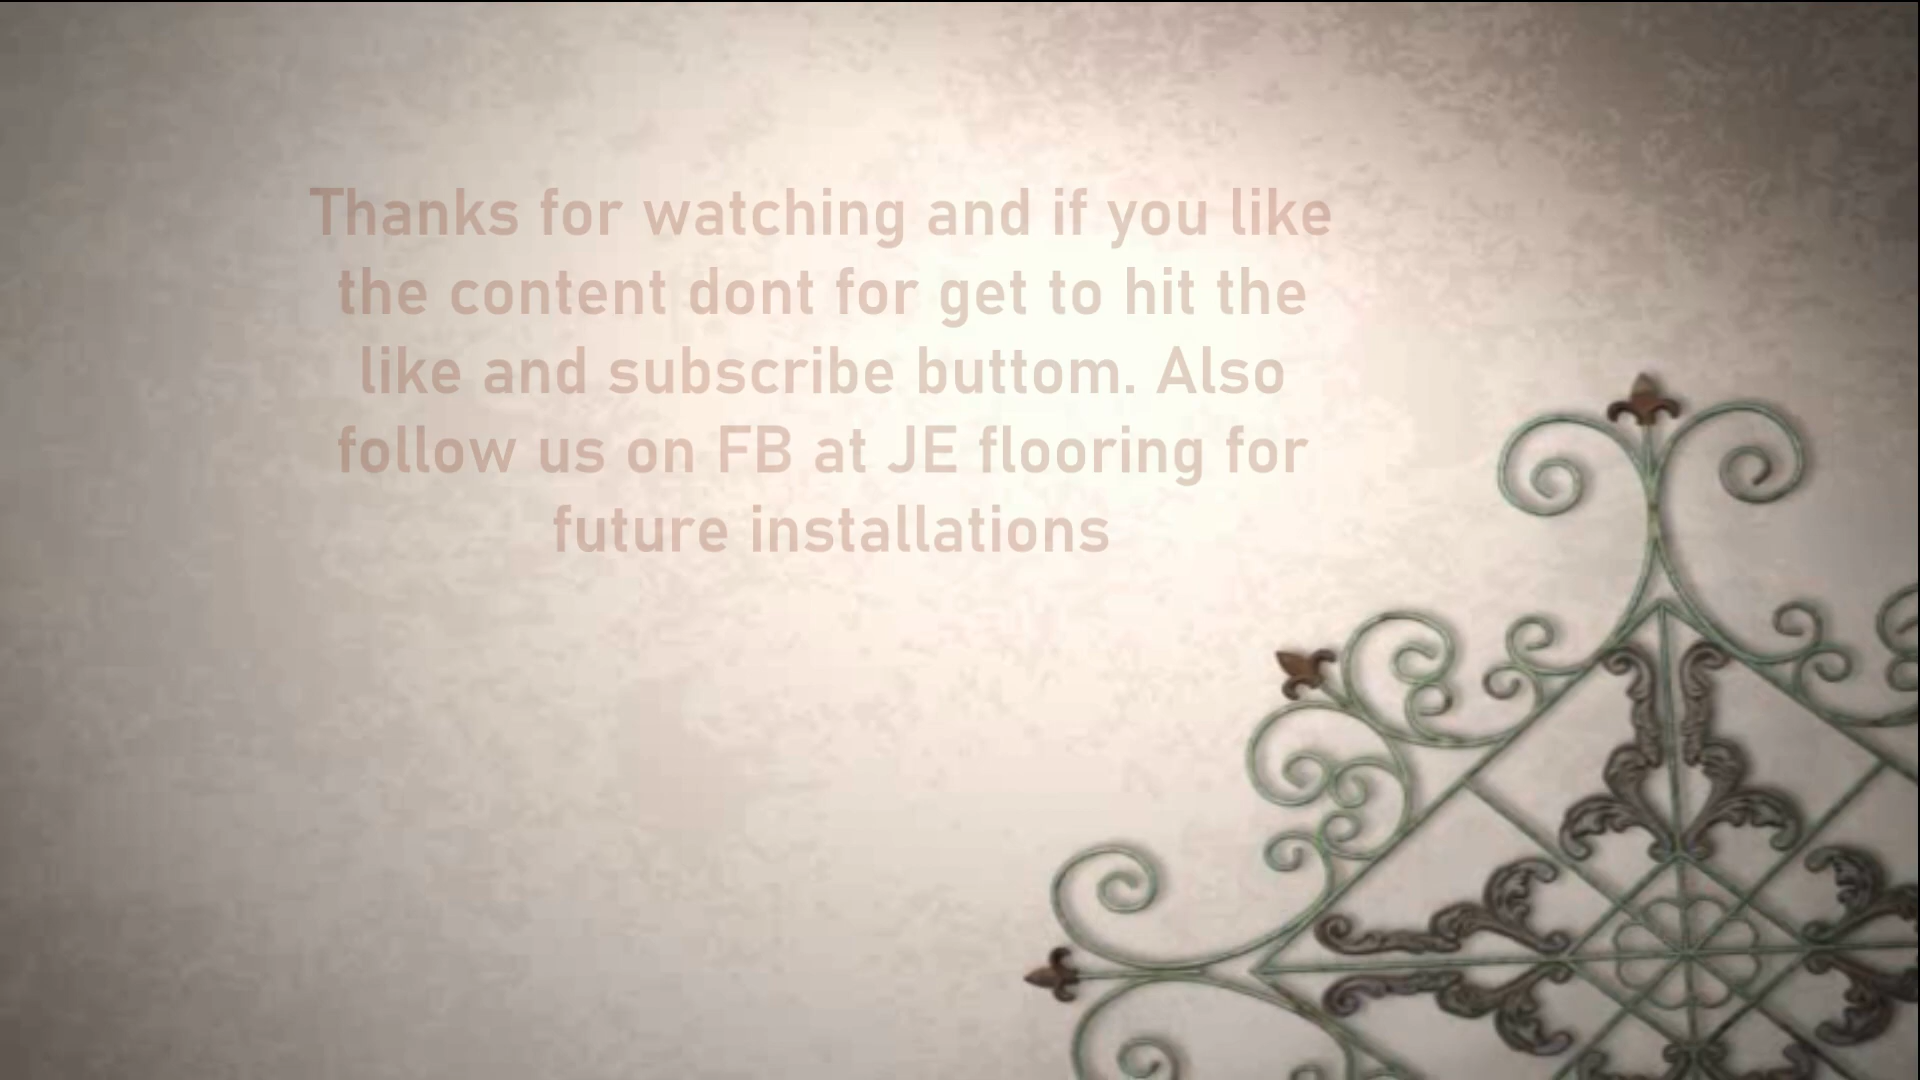 Thanks for watching and if you like
the content dont for get to hit the
like and subscribe buttom. Also
follow us on FB at JE flooring for
future installations